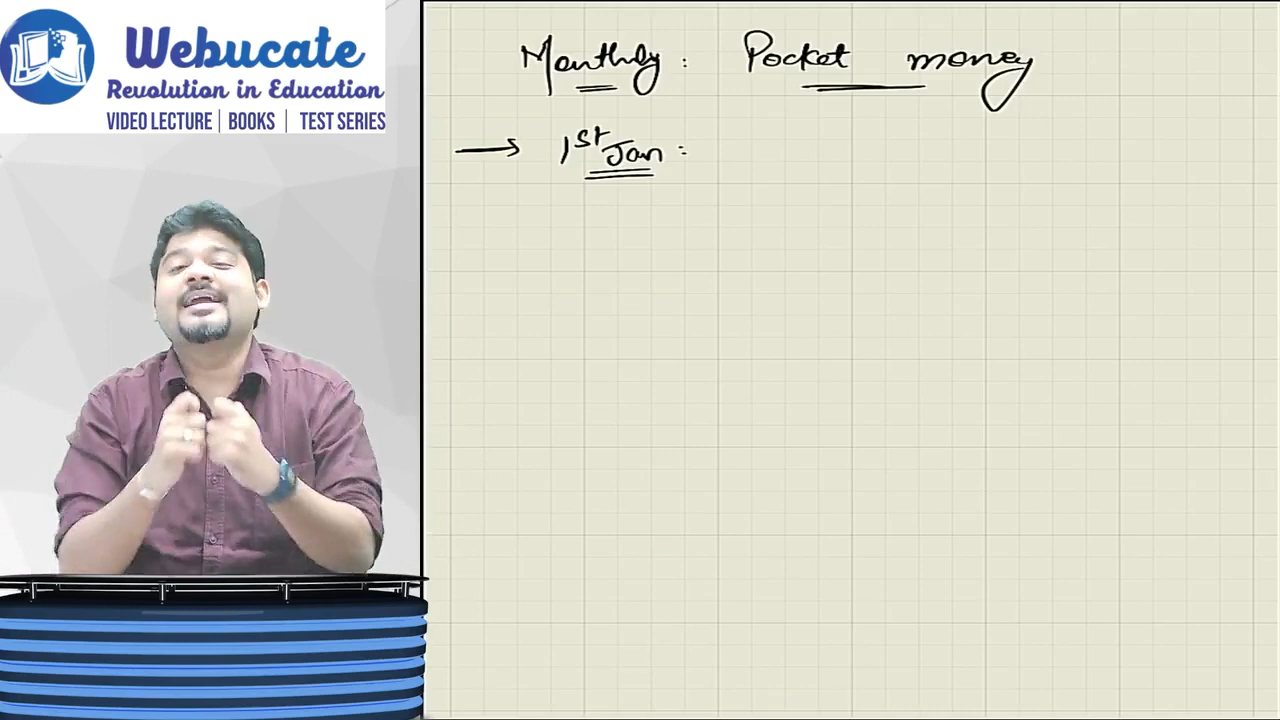 Webucate
Revolution in Education
VIDEO LECTURE | BOOKS | TEST SERIES
Monthly : Pocket money
→ 1st Jan :